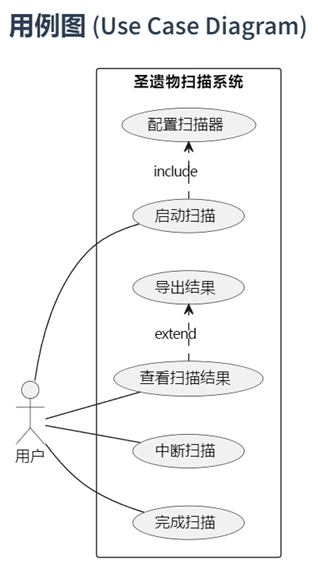 用例图 (Use Case Diagram)
圣遗物扫描系统
配置扫描器
include
启动扫描
导出结果
extend
查看扫描结果
用户
中断扫描
完成扫描